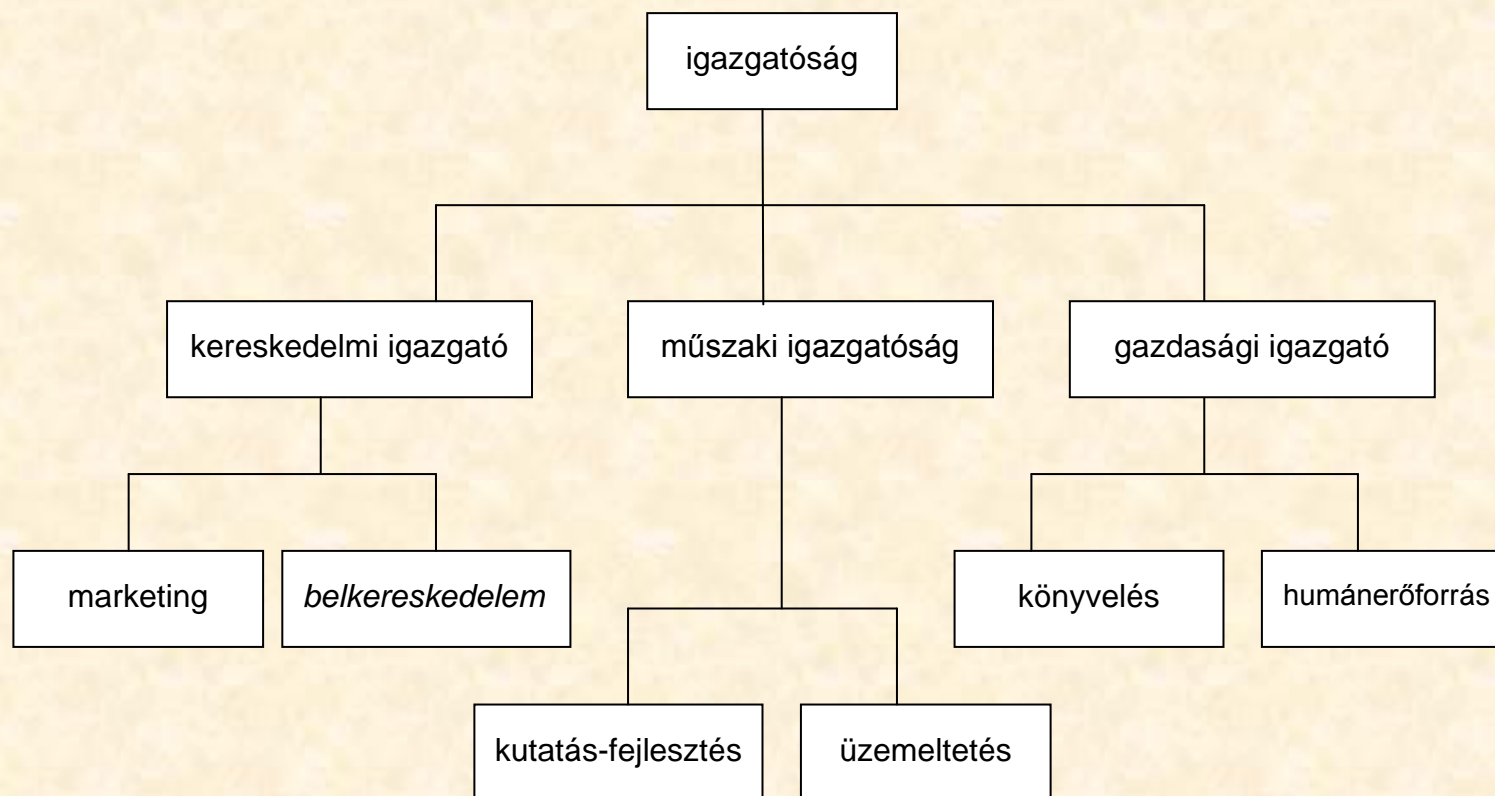 igazgatóság
kereskedelmi igazgató
műszaki igazgatóság
gazdasági igazgató
marketing
belkereskedelem
könyvelés
humánerőforrás
kutatás-fejlesztés
üzemeltetés